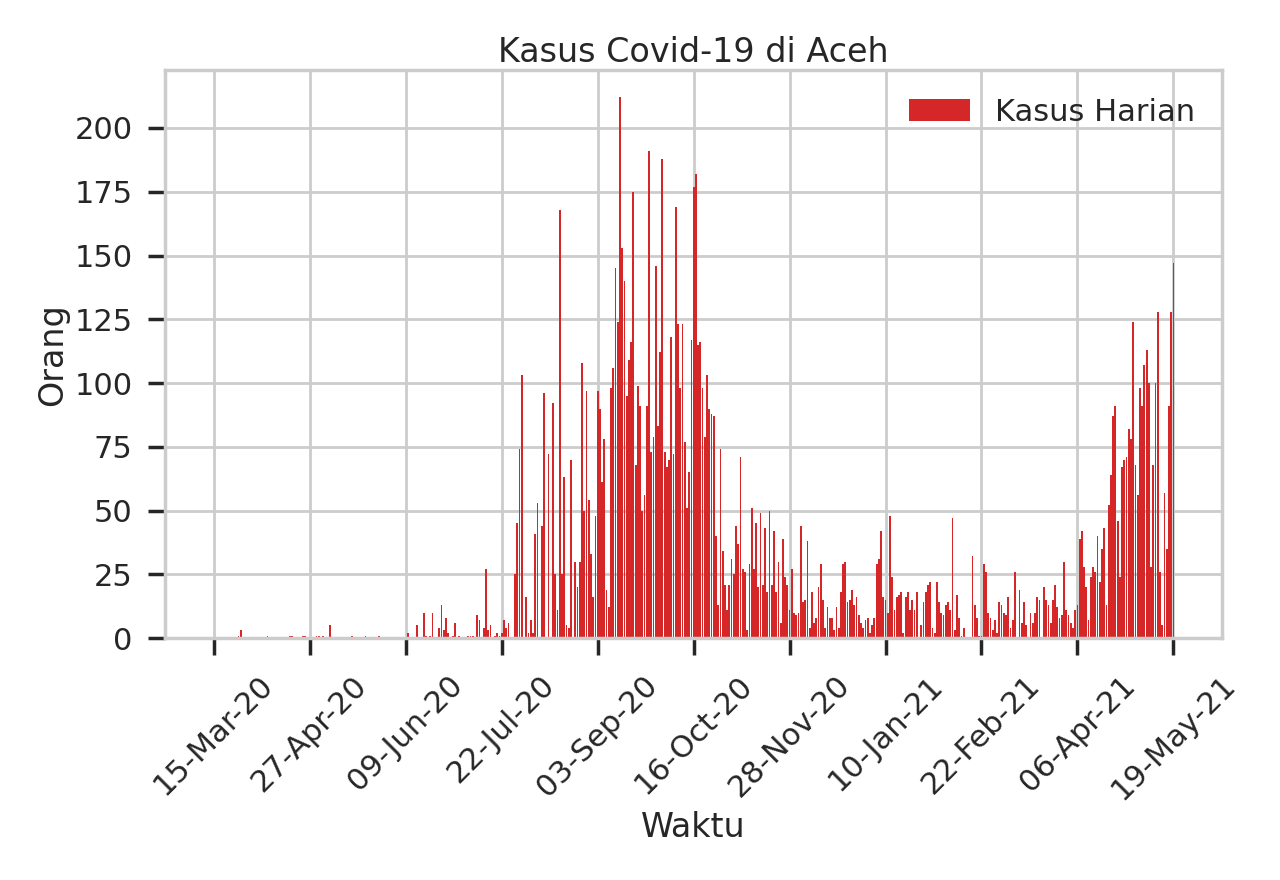 Kasus Covid-19 di Aceh
Kasus Harian
Orang
200
175
150
125
100
75
50
25
0
15-Mar-20
27-Apr-20
09-Jun-20
22-Jul-20
03-Sep-20
16-Oct-20
28-Nov-20
10-Jan-21
22-Feb-21
06-Apr-21
19-May-21
Waktu